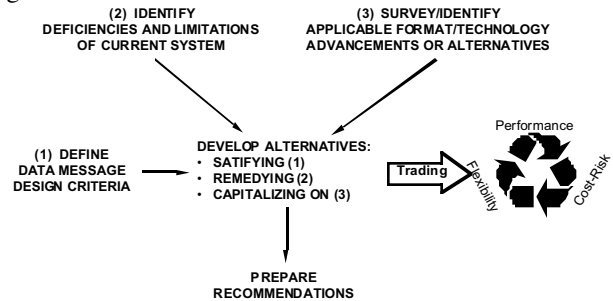 (2) IDENTIFY
DEFICIENCIES AND LIMITATIONS
OF CURRENT SYSTEM
(3) SURVEY/IDENTIFY
APPLICABLE FORMAT/TECHNOLOGY
ADVANCEMENTS OR ALTERNATIVES
(1) DEFINE
DATA MESSAGE
DESIGN CRITERIA
DEVELOP ALTERNATIVES:
• SATIFYING (1)
• REMEDYING (2)
• CAPITALIZING ON (3)
Trading
Performance
Flexibility
Cost-Risk
PREPARE
RECOMMENDATIONS